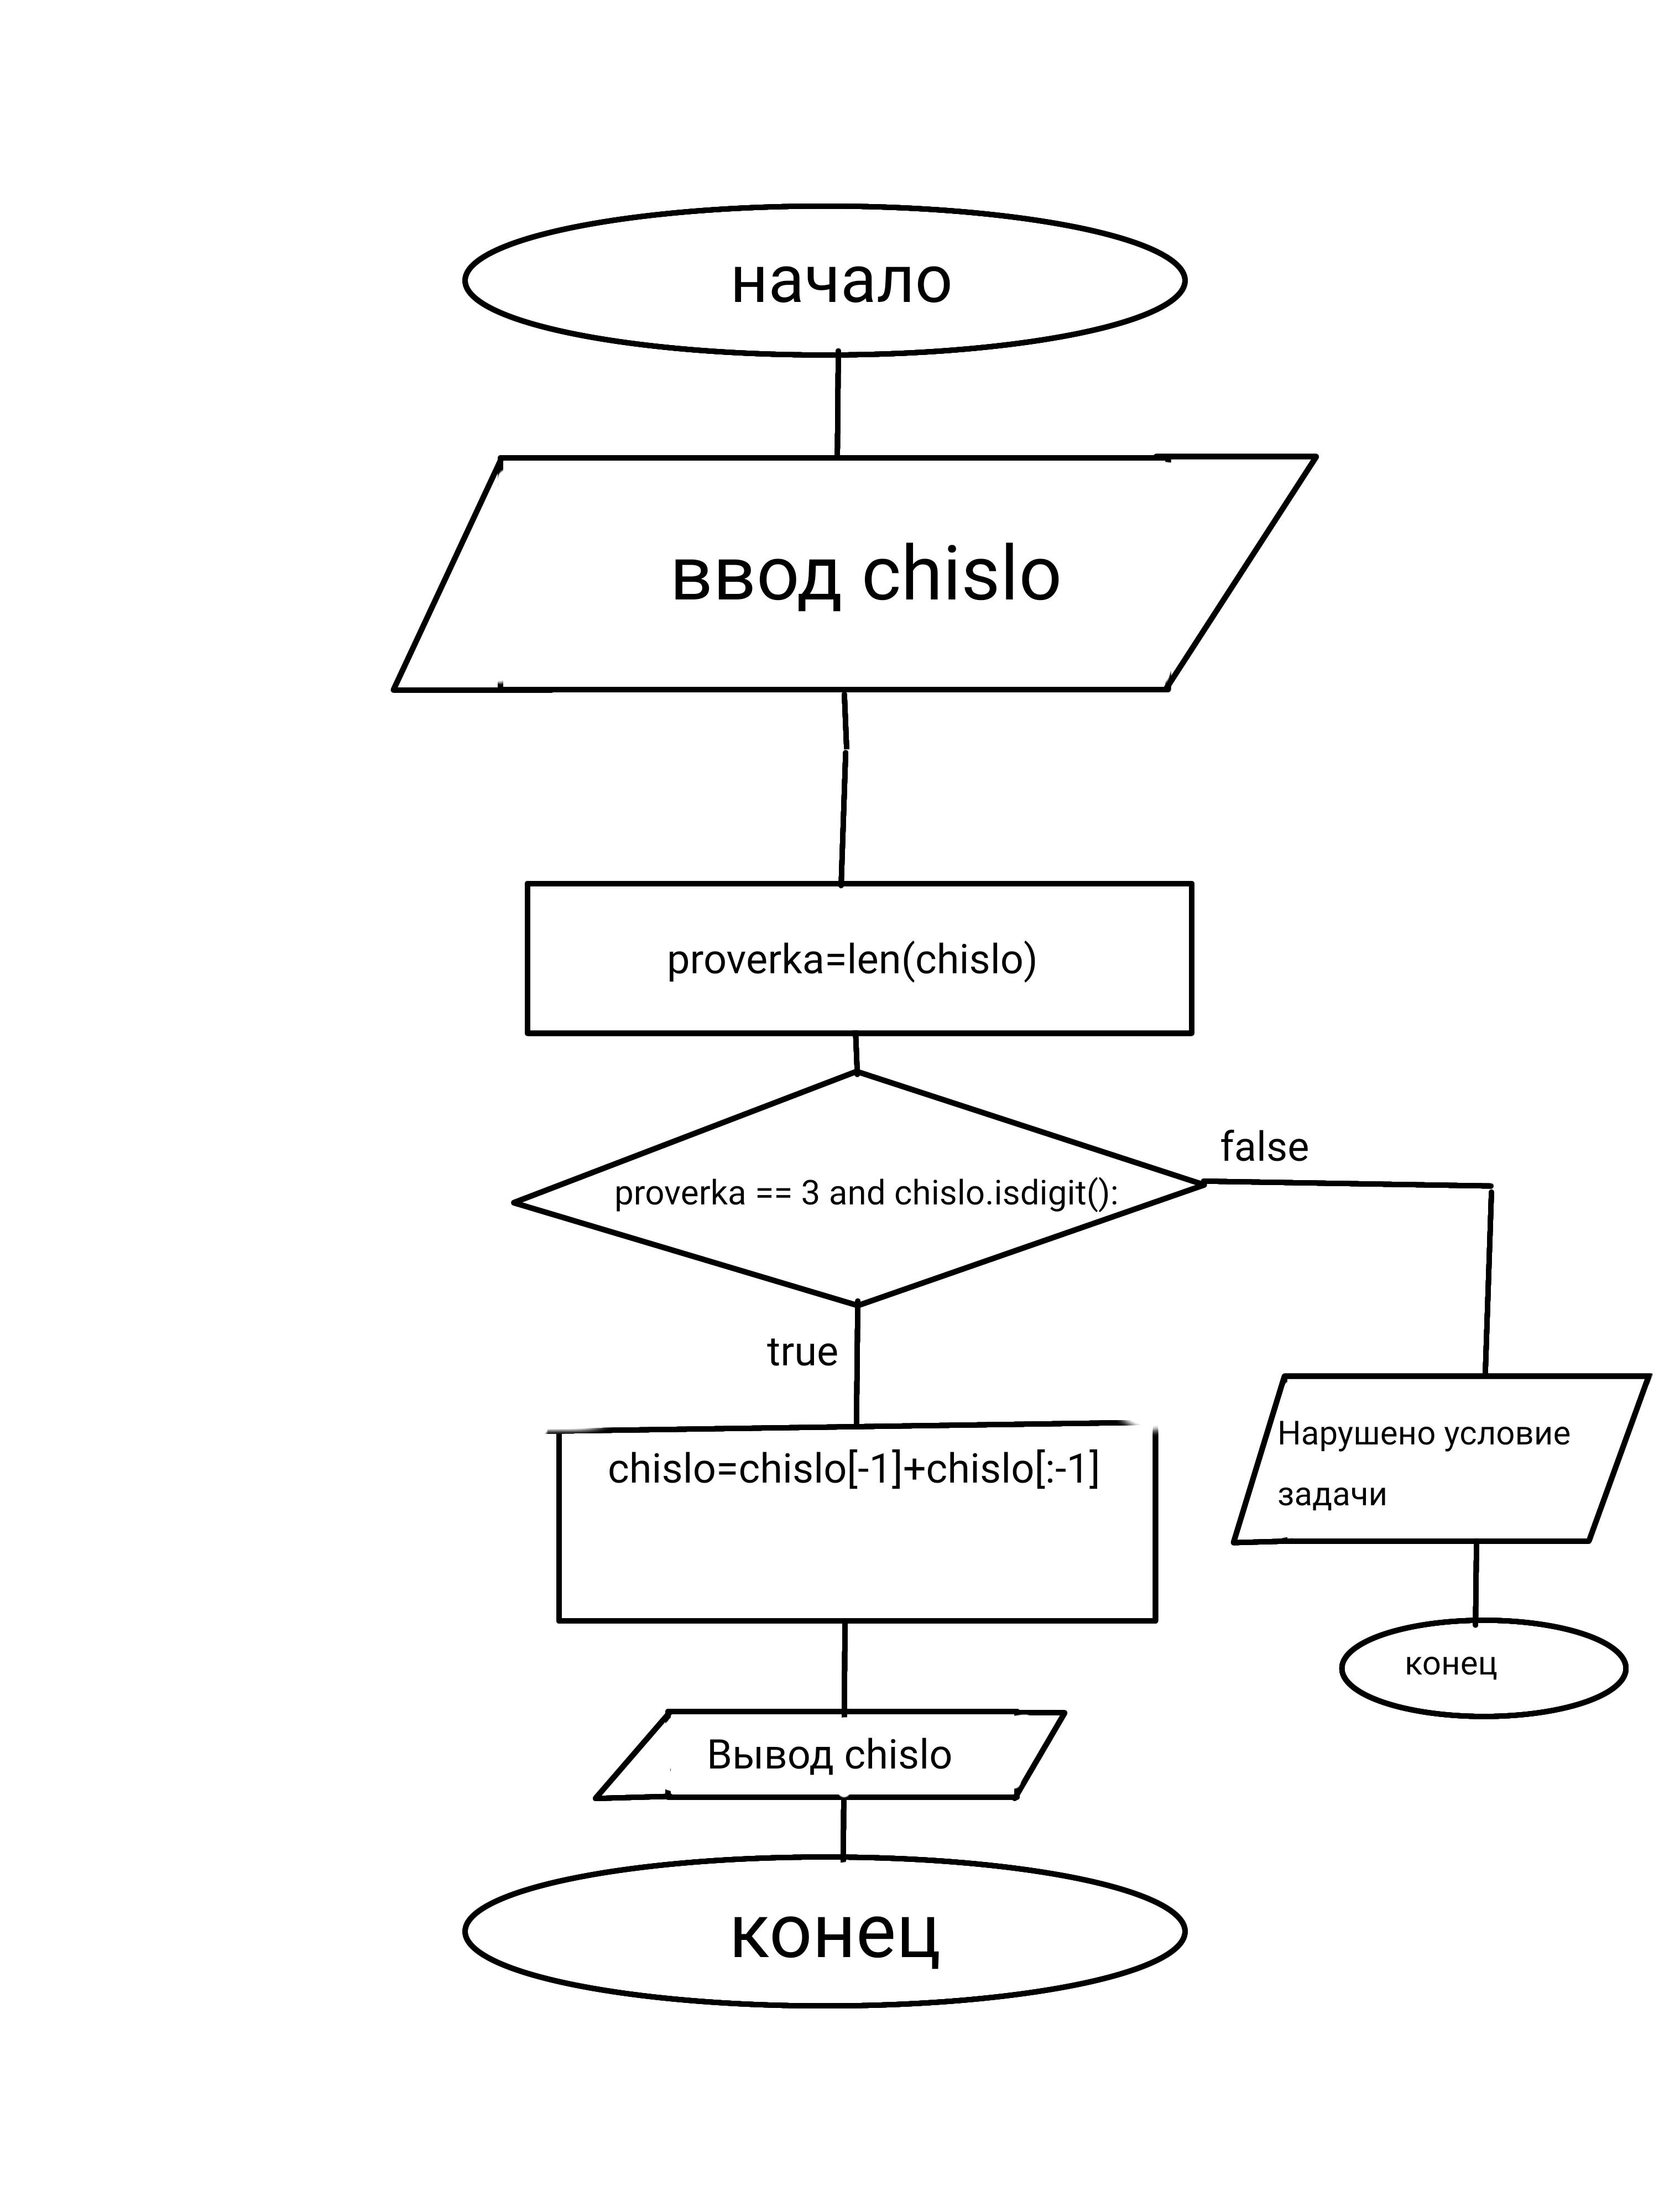 начало
ввод chislo
proverka=len(chislo)
false
proverka == 3 and chislo.isdigit():
true
Нарушено условие
задачи
chislo=chislo[-1]+chislo[:-1]
конец
Вывод chislo
конец